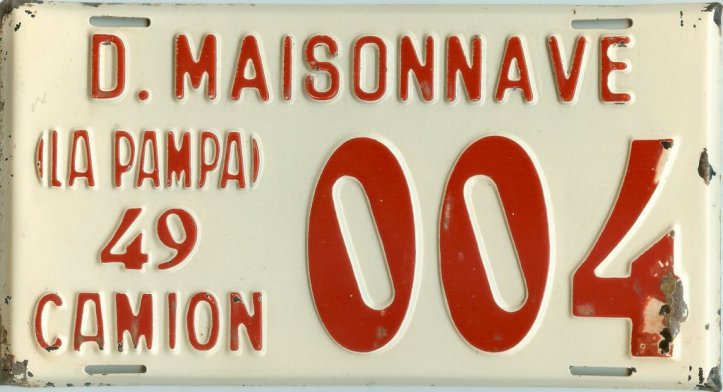 D. MAISONNAVE
(LA PAMPA)
49
CAMION
004